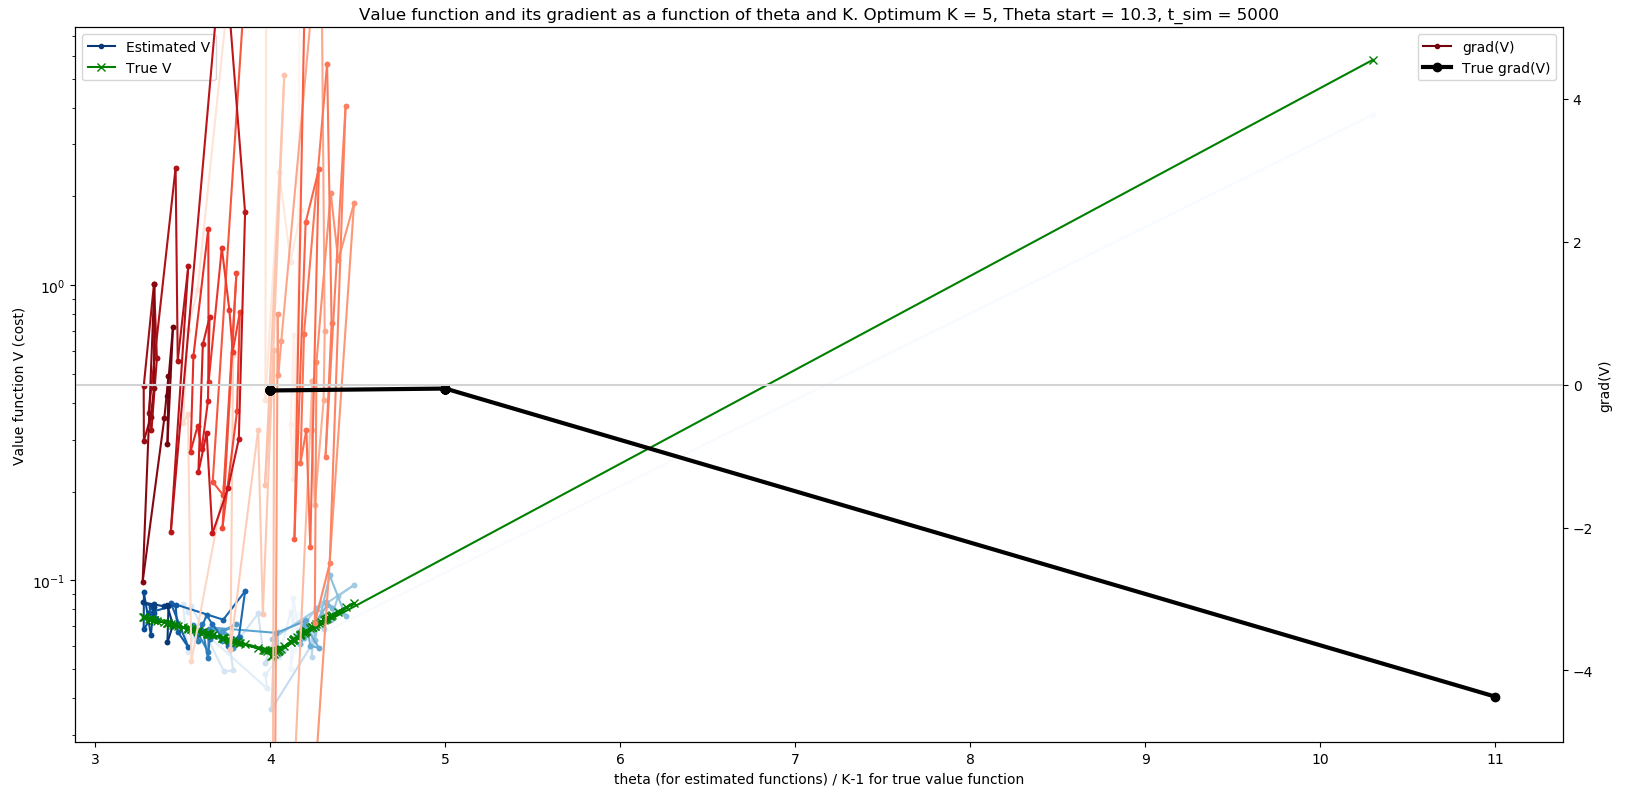 Value function and its gradient as a function of theta and K. Optimum K = 5, Theta start = 10.3, t_sim = 5000
Estimated V
True V
grad(V)
True grad(V)
Value function V (cost)
10^0
10^-1
4
2
0
−2
−4
grad(V)
3 4 5 6 7 8 9 10 11
theta (for estimated functions) / K-1 for true value function